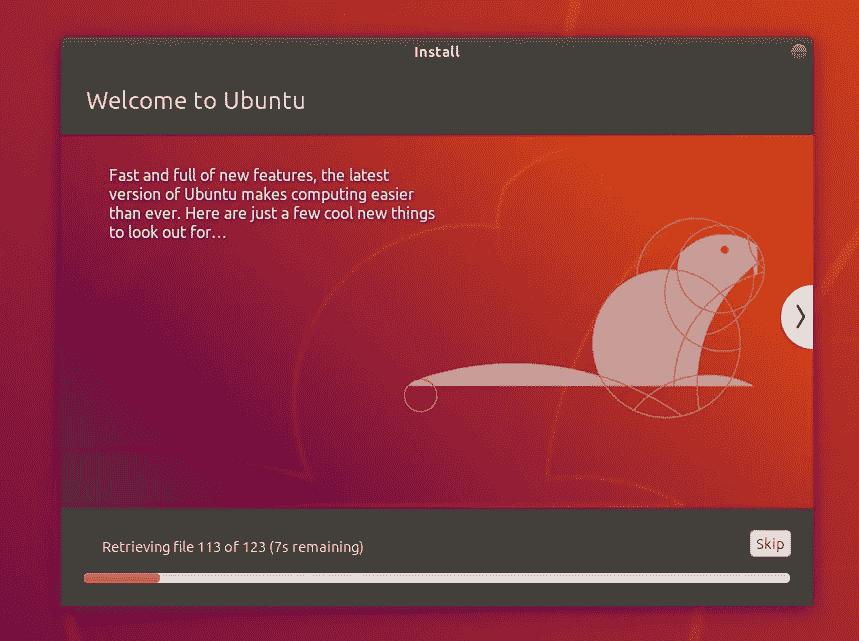 Install
Welcome to Ubuntu
Fast and full of new features, the latest
version of Ubuntu makes computing easier
than ever. Here are just a few cool new things
to look out for…
Retrieving file 113 of 123 (7s remaining)
Skip